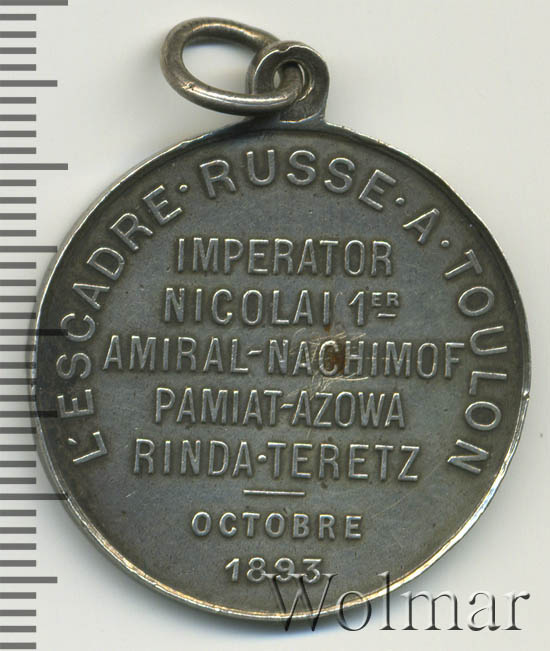 L'ESCADRE·RUSSE·A·TOULON
IMPERATOR
NICOLAI 1ER
AMIRAL-NACHIMOF
PAMIAT-AZOWA
RINDA·TERETZ
OCTOBRE
1893
Wolmar